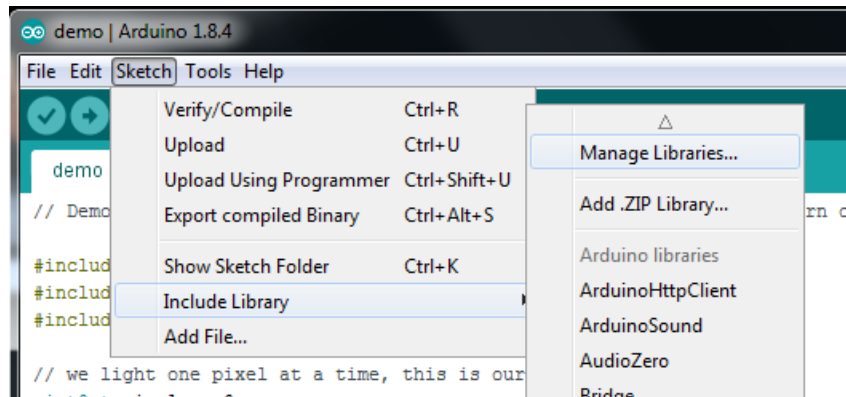 demo | Arduino 1.8.4
File Edit Sketch Tools Help
Verify/Compile Ctrl+R
Upload Ctrl+U
Upload Using Programmer Ctrl+Shift+U
Export compiled Binary Ctrl+Alt+S
Show Sketch Folder Ctrl+K
Include Library
Add File...
Manage Libraries...
Add .ZIP Library...
Arduino libraries
ArduinoHttpClient
ArduinoSound
AudioZero
Bridge
demo
// Demo
#includ
#includ
#includ
// we light one pixel at a time, this is our